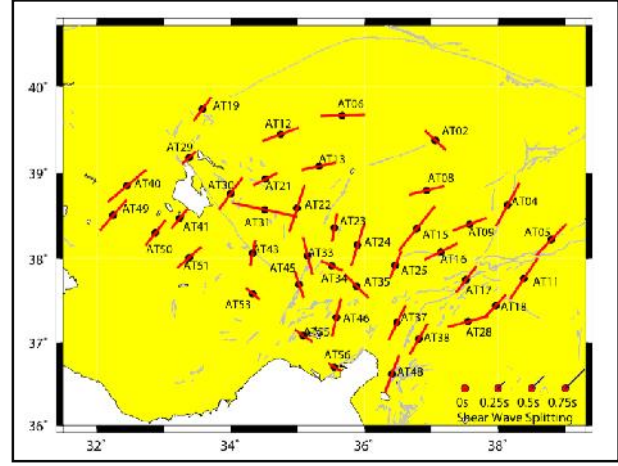 40°
39°
38°
37°
36°
32°
34°
36°
38°
AT19
AT12
AT06
AT02
AT29
AT13
AT40
AT30
AT21
AT08
AT04
AT49
AT41
AT31
AT22
AT23
AT15
AT09
AT05
AT50
AT24
AT16
AT51
AT43
AT33
AT34
AT25
AT45
AT35
AT17
AT11
AT53
AT18
AT46
AT37
AT28
AT55
AT38
AT56
AT48
0s 0.25s 0.5s 0.75s
Shear Wave Splitting